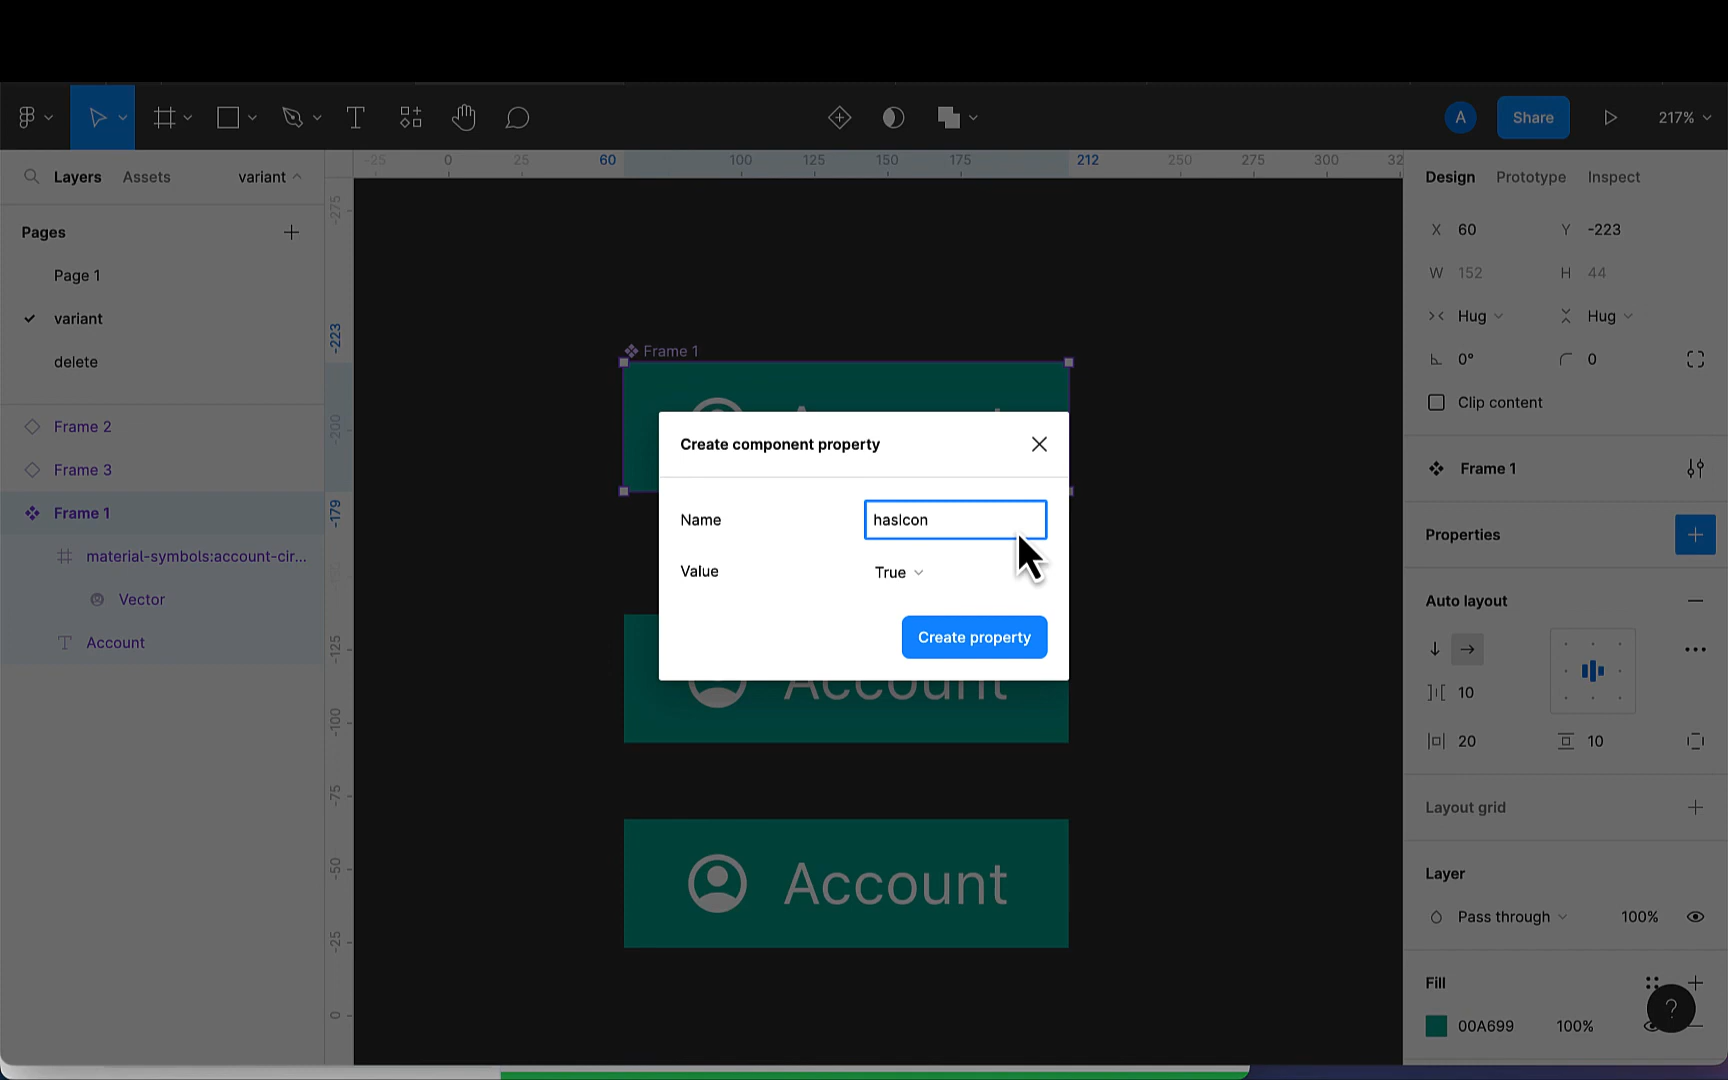 A
Share
217%
Layers
Assets
variant
-25
0
25
60
100
125
150
175
212
250
275
300
32
Design
Prototype
Inspect
Pages
Page 1
variant
delete
Frame 2
Frame 3
Frame 1
material-symbols:account-cir...
Vector
Account
-275
-223
-200
-179
-125
-100
-75
-50
-25
0
Frame 1
Create component property
Name
hasIcon
Value
True
Create property
Account
Account
X 60
Y -223
W 152
H 44
Hug
Hug
0°
0
Clip content
Frame 1
Properties
Auto layout
10
20
10
Layout grid
Layer
Pass through
100%
Fill
00A699
100%
?